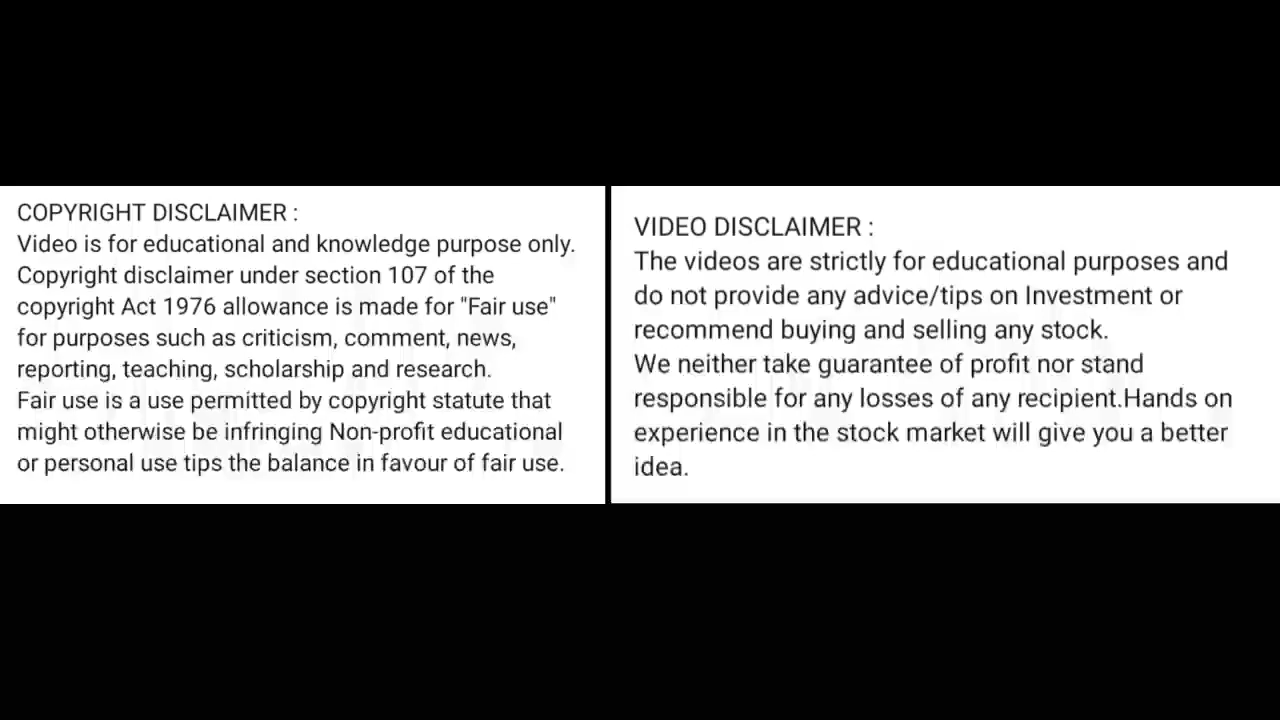 COPYRIGHT DISCLAIMER :
Video is for educational and knowledge purpose only.
Copyright disclaimer under section 107 of the
copyright Act 1976 allowance is made for "Fair use"
for purposes such as criticism, comment, news,
reporting, teaching, scholarship and research.
Fair use is a use permitted by copyright statute that
might otherwise be infringing Non-profit educational
or personal use tips the balance in favour of fair use.
VIDEO DISCLAIMER :
The videos are strictly for educational purposes and
do not provide any advice/tips on Investment or
recommend buying and selling any stock.
We neither take guarantee of profit nor stand
responsible for any losses of any recipient.Hands on
experience in the stock market will give you a better
idea.